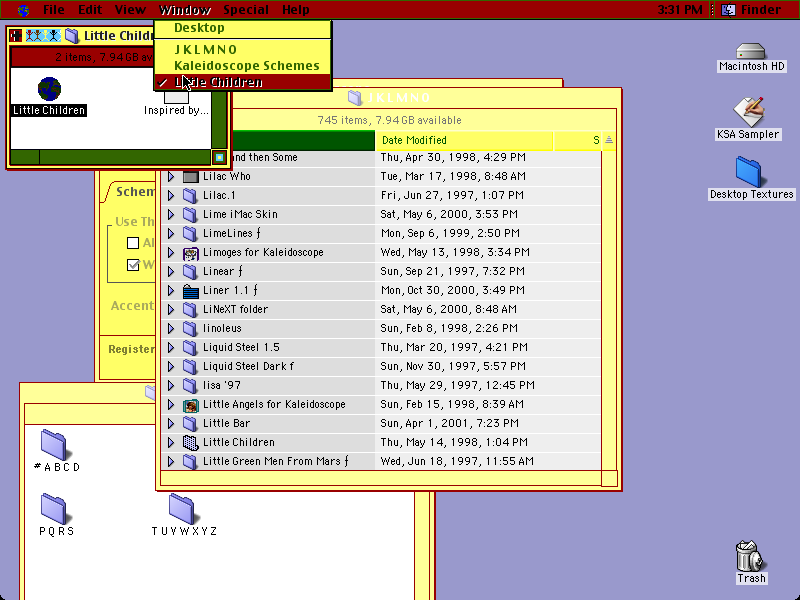 File Edit View Window Special Help 3:31 PM Finder
Desktop
J K L M N O
Kaleidoscope Schemes
✓ Little Children
Little Child
2 items, 7.94 GB av
Little Children
Inspired by...
J K L M N O
745 items, 7.94 GB available
Date Modified S
and then Some Thu, Apr 30, 1998, 4:29 PM
Lilac Who Tue, Mar 17, 1998, 8:48 AM
Lilac.1 Fri, Jun 27, 1997, 1:07 PM
Lime iMac Skin Sat, May 6, 2000, 3:53 PM
LimeLines ƒ Mon, Sep 6, 1999, 2:50 PM
Limoges for Kaleidoscope Wed, May 13, 1998, 3:34 PM
Linear ƒ Sun, Sep 21, 1997, 7:32 PM
Liner 1.1 ƒ Mon, Oct 30, 2000, 3:49 PM
LiNeXT folder Sat, May 6, 2000, 8:48 AM
linoleus Sun, Feb 8, 1998, 2:26 PM
Liquid Steel 1.5 Thu, Mar 20, 1997, 4:21 PM
Liquid Steel Dark f Sun, Nov 30, 1997, 5:57 PM
lisa '97 Thu, May 29, 1997, 12:45 PM
Little Angels for Kaleidoscope Sun, Feb 15, 1998, 8:39 AM
Little Bar Sun, Apr 1, 2001, 7:23 PM
Little Children Thu, May 14, 1998, 1:04 PM
Little Green Men From Mars ƒ Wed, Jun 18, 1997, 11:55 AM
Schem
Use Th
Al
W
Accent
Register
# A B C D
P Q R S
T U V W X Y Z
Macintosh HD
KSA Sampler
Desktop Textures
Trash